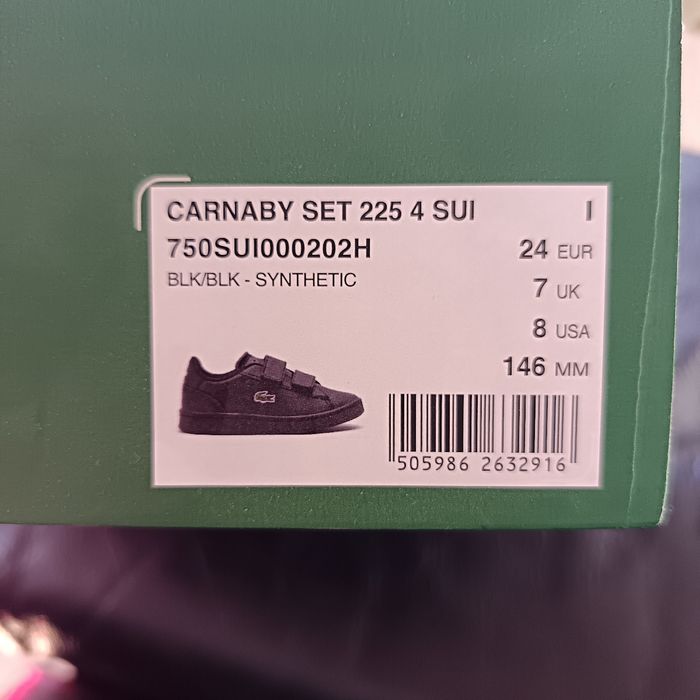 CARNABY SET 225 4 SUI I
750SUI000202H 24 EUR
BLK/BLK - SYNTHETIC 7 UK
8 USA
146 MM
505986 2632916